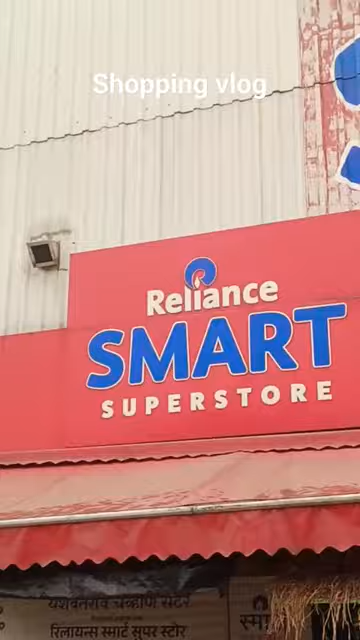 Shopping vlog
Reliance
SMART
SUPERSTORE
यशवंतराव चव्हाण सेंटर
रिलायन्स स्मार्ट सुपर स्टोर